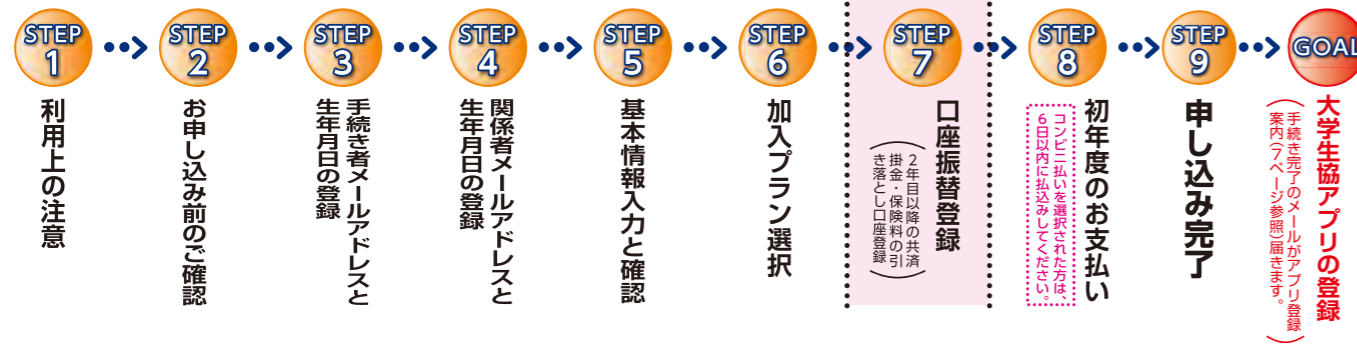 STEP
1
利用上の注意
STEP
2
お申し込み前のご確認
STEP
3
手続き者メールアドレスと
生年月日の登録
STEP
4
関係者メールアドレスと
生年月日の登録
STEP
5
基本情報入力と確認
STEP
6
加入プラン選択
STEP
7
口座振替登録
(2年目以降の共済
掛金・保険料の引
き落とし口座登録)
STEP
8
初年度のお支払い
コンビニ払いを選択された方は、
6日以内に払込みしてください。
STEP
9
申し込み完了
GOAL
大学生協アプリの登録
(手続き完了のメールがアプリ登録
案内(7ページ参照)届きます。)